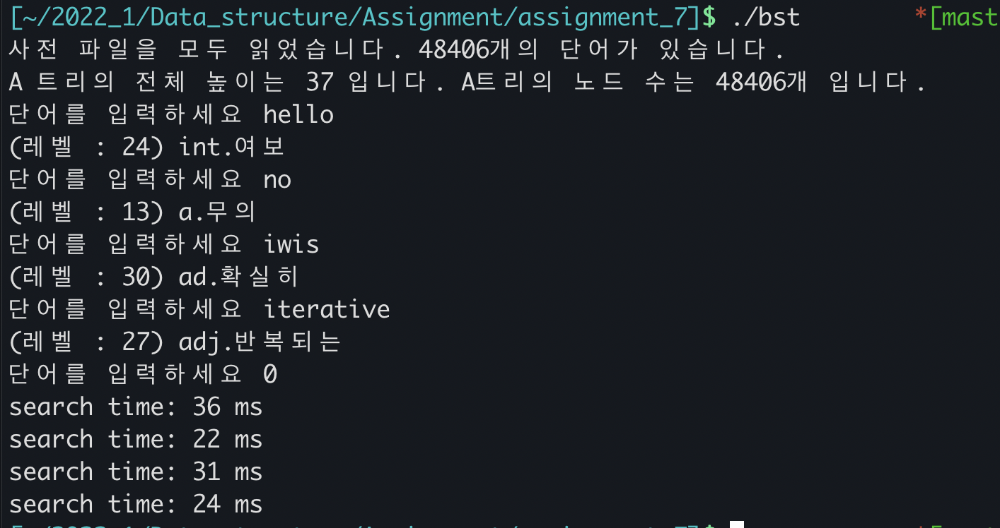 [~/2022_1/Data_structure/Assignment/assignment_7]$ ./bst *[mast
사전 파일을 모두 읽었습니다. 48406개의 단어가 있습니다.
A 트리의 전체 높이는 37 입니다. A트리의 노드 수는 48406개 입니다.
단어를 입력하세요 hello
(레벨 : 24) int.여보
단어를 입력하세요 no
(레벨 : 13) a.무의
단어를 입력하세요 iwis
(레벨 : 30) ad.확실히
단어를 입력하세요 iterative
(레벨 : 27) adj.반복되는
단어를 입력하세요 0
search time: 36 ms
search time: 22 ms
search time: 31 ms
search time: 24 ms